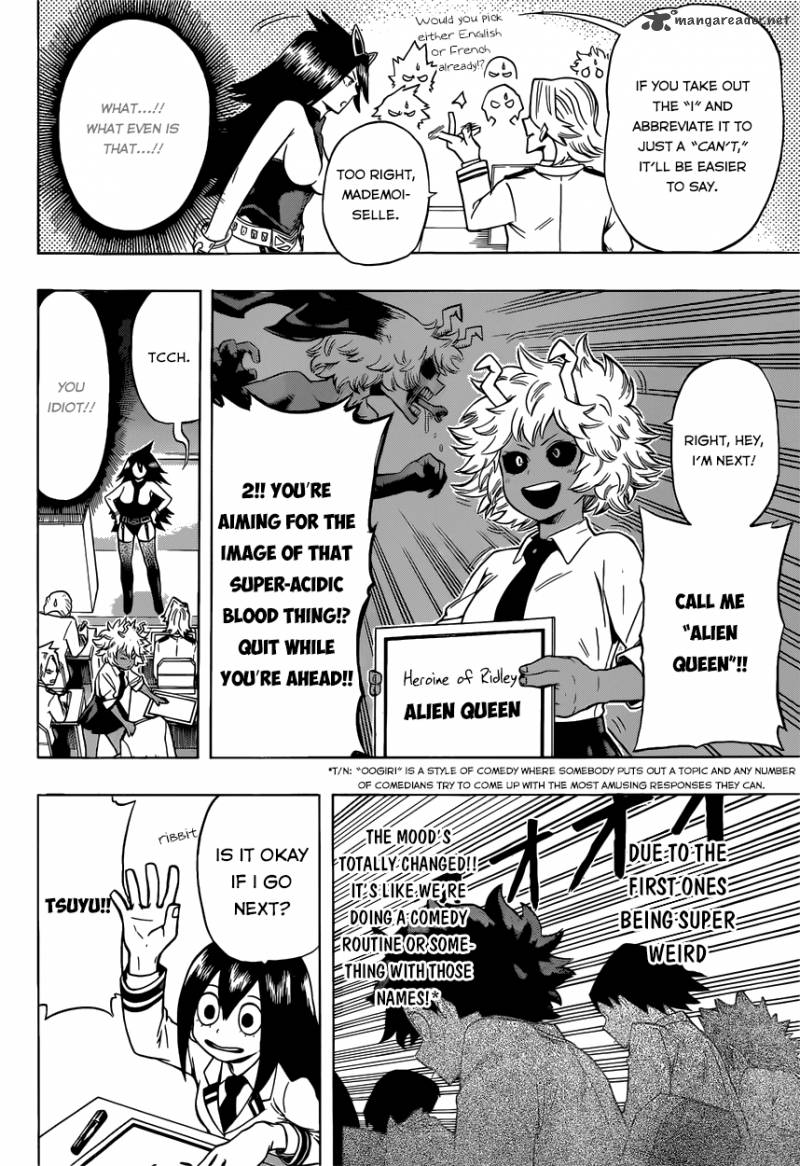 mangareader.net
IF YOU TAKE OUT
THE "I" AND
ABBREVIATE IT TO
JUST A "CAN'T,"
IT'LL BE EASIER
TO SAY.
Would you pick
either English
or French
already!?
TOO RIGHT,
MADEMOI-
SELLE.
WHAT...!!
WHAT EVEN IS
THAT...!!
RIGHT, HEY,
I'M NEXT!
CALL ME
"ALIEN
QUEEN"!!
Heroine of Ridley
ALIEN QUEEN
2!! YOU'RE
AIMING FOR THE
IMAGE OF THAT
SUPER-ACIDIC
BLOOD THING!?
QUIT WHILE
YOU'RE AHEAD!!
TCCH.
YOU
IDIOT!!
*T/N: "OOGIRI" IS A STYLE OF COMEDY WHERE SOMEBODY PUTS OUT A TOPIC AND ANY NUMBER
OF COMEDIANS TRY TO COME UP WITH THE MOST AMUSING RESPONSES THEY CAN.
DUE TO THE
FIRST ONES
BEING SUPER
WEIRD
THE MOOD'S
TOTALLY CHANGED!!
IT'S LIKE WE'RE
DOING A COMEDY
ROUTINE OR SOME-
THING WITH THOSE
NAMES!*
IS IT OKAY
IF I GO
NEXT?
ribbit
TSUYU!!